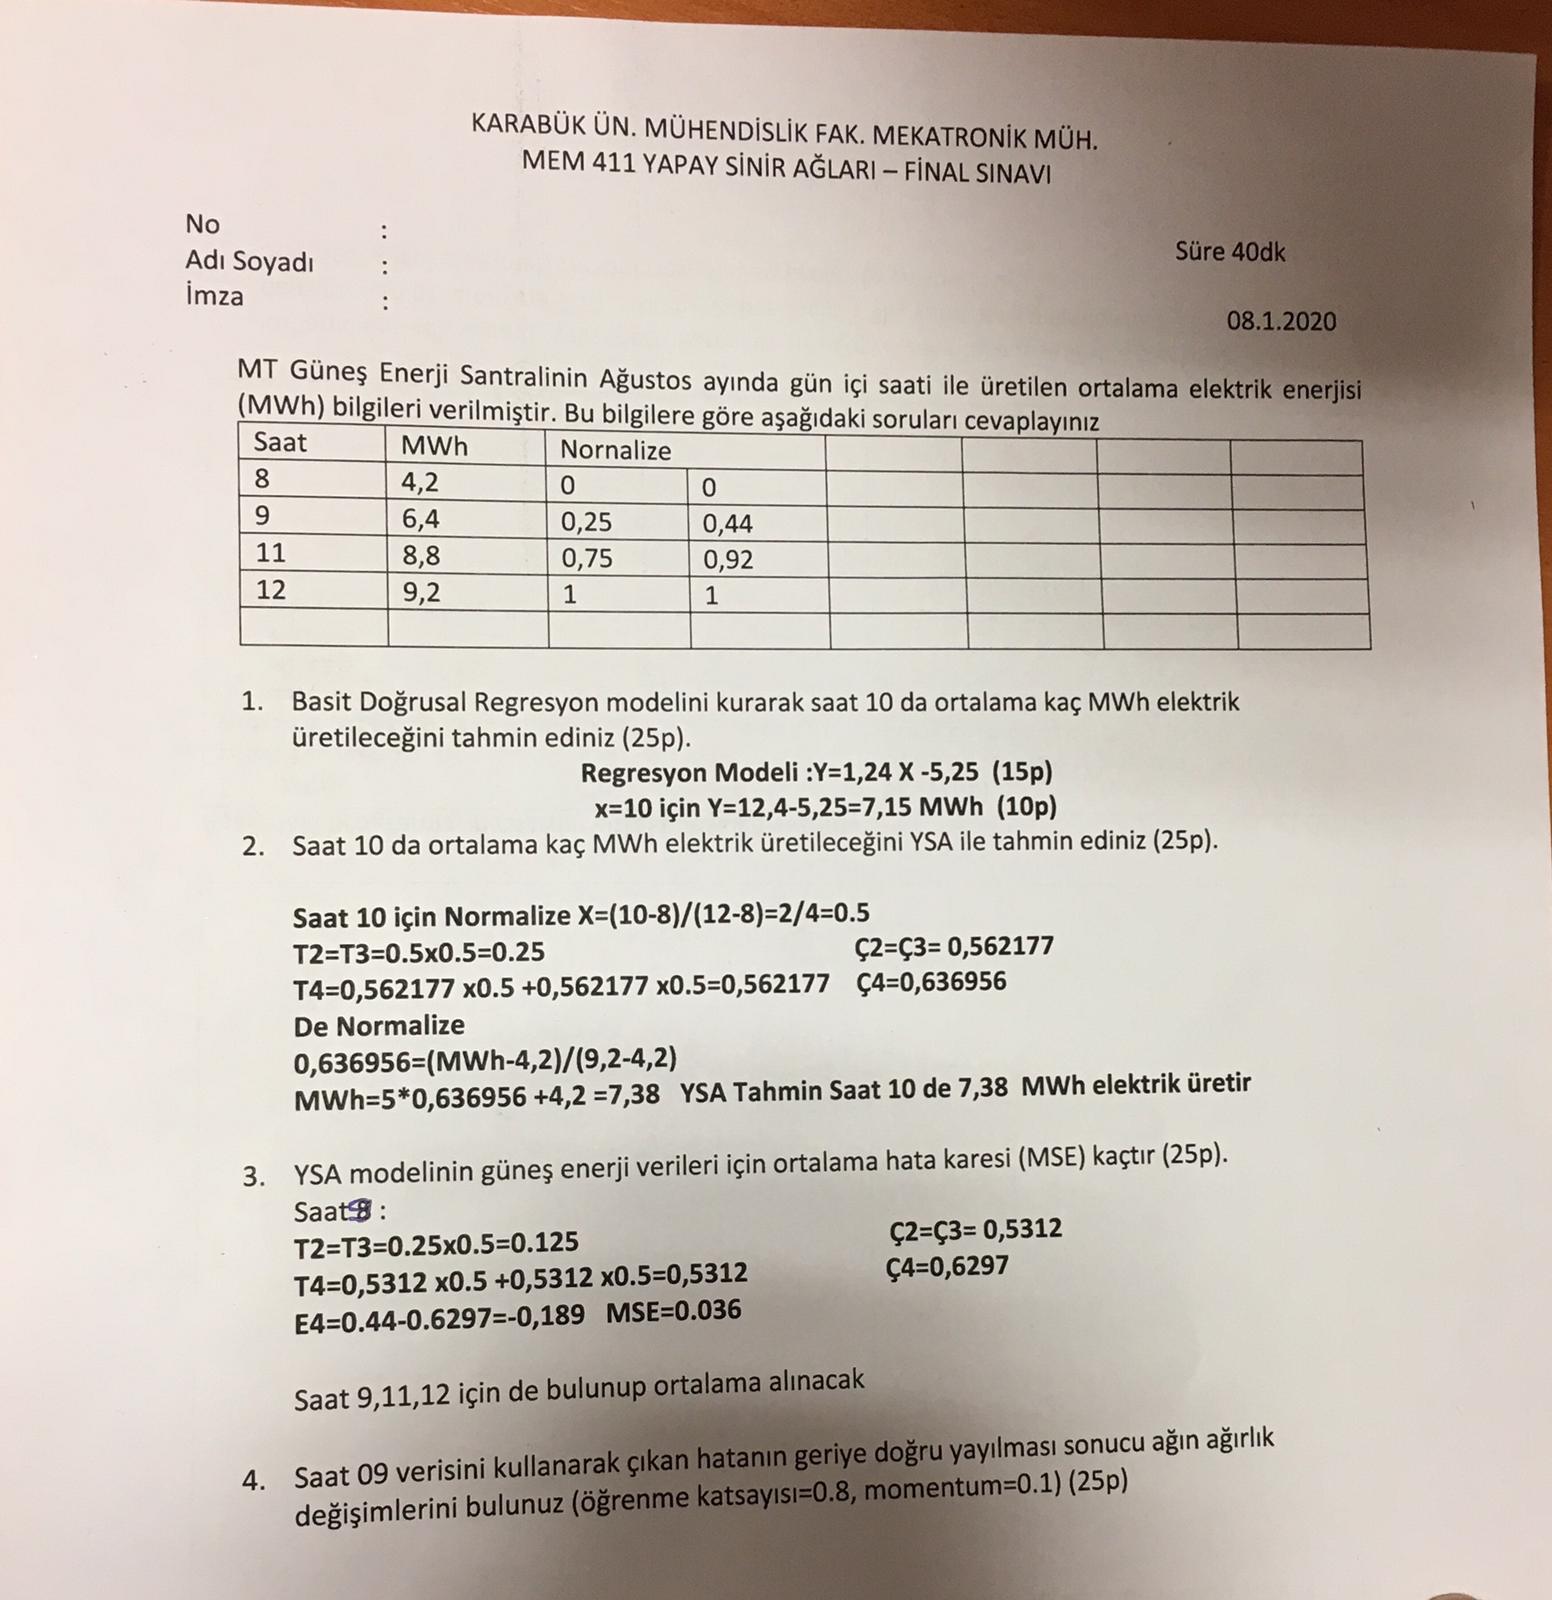 KARABÜK ÜN. MÜHENDİSLİK FAK. MEKATRONİK MÜH.
MEM 411 YAPAY SİNİR AĞLARI – FİNAL SINAVI
No :
Adı Soyadı :
Süre 40dk
İmza :
08.1.2020
MT Güneş Enerji Santralinin Ağustos ayında gün içi saati ile üretilen ortalama elektrik enerjisi
(MWh) bilgileri verilmiştir. Bu bilgilere göre aşağıdaki soruları cevaplayınız
Saat MWh Nornalize
8 4,2 0 0
9 6,4 0,25 0,44
11 8,8 0,75 0,92
12 9,2 1 1
1. Basit Doğrusal Regresyon modelini kurarak saat 10 da ortalama kaç MWh elektrik
üretileceğini tahmin ediniz (25p).
Regresyon Modeli :Y=1,24 X -5,25 (15p)
x=10 için Y=12,4-5,25=7,15 MWh (10p)
2. Saat 10 da ortalama kaç MWh elektrik üretileceğini YSA ile tahmin ediniz (25p).
Saat 10 için Normalize X=(10-8)/(12-8)=2/4=0.5
T2=T3=0.5x0.5=0.25 Ç2=Ç3= 0,562177
T4=0,562177 x0.5 +0,562177 x0.5=0,562177 Ç4=0,636956
De Normalize
0,636956=(MWh-4,2)/(9,2-4,2)
MWh=5*0,636956 +4,2 =7,38 YSA Tahmin Saat 10 de 7,38 MWh elektrik üretir
3. YSA modelinin güneş enerji verileri için ortalama hata karesi (MSE) kaçtır (25p).
Saat 9 :
T2=T3=0.25x0.5=0.125 Ç2=Ç3= 0,5312
T4=0,5312 x0.5 +0,5312 x0.5=0,5312 Ç4=0,6297
E4=0.44-0.6297=-0,189 MSE=0.036
Saat 9,11,12 için de bulunup ortalama alınacak
4. Saat 09 verisini kullanarak çıkan hatanın geriye doğru yayılması sonucu ağın ağırlık
değişimlerini bulunuz (öğrenme katsayısı=0.8, momentum=0.1) (25p)